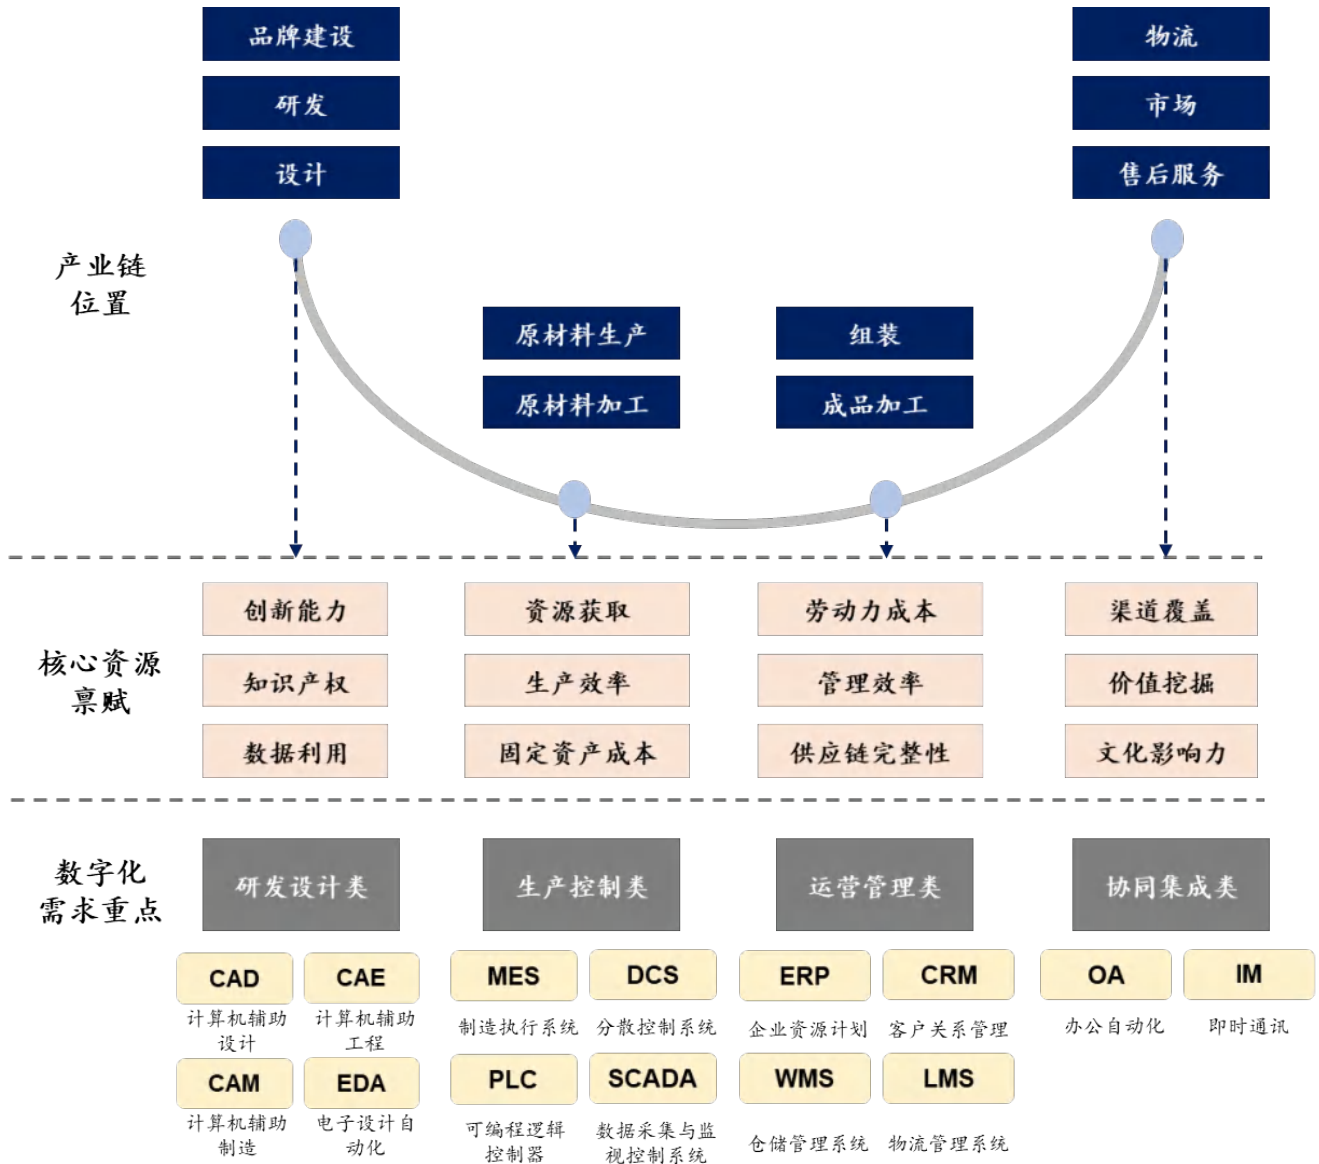 品牌建设
研发
设计
物流
市场
售后服务
产业链
位置
原材料生产
原材料加工
组装
成品加工
核心资源
禀赋
创新能力
资源获取
劳动力成本
渠道覆盖
知识产权
生产效率
管理效率
价值挖掘
数据利用
固定资产成本
供应链完整性
文化影响力
数字化
需求重点
研发设计类
生产控制类
运营管理类
协同集成类
CAD
计算机辅助
设计
CAE
计算机辅助
工程
MES
制造执行系统
DCS
分散控制系统
ERP
企业资源计划
CRM
客户关系管理
OA
办公自动化
IM
即时通讯
CAM
计算机辅助
制造
EDA
电子设计自
动化
PLC
可编程逻辑
控制器
SCADA
数据采集与监
视控制系统
WMS
仓储管理系统
LMS
物流管理系统